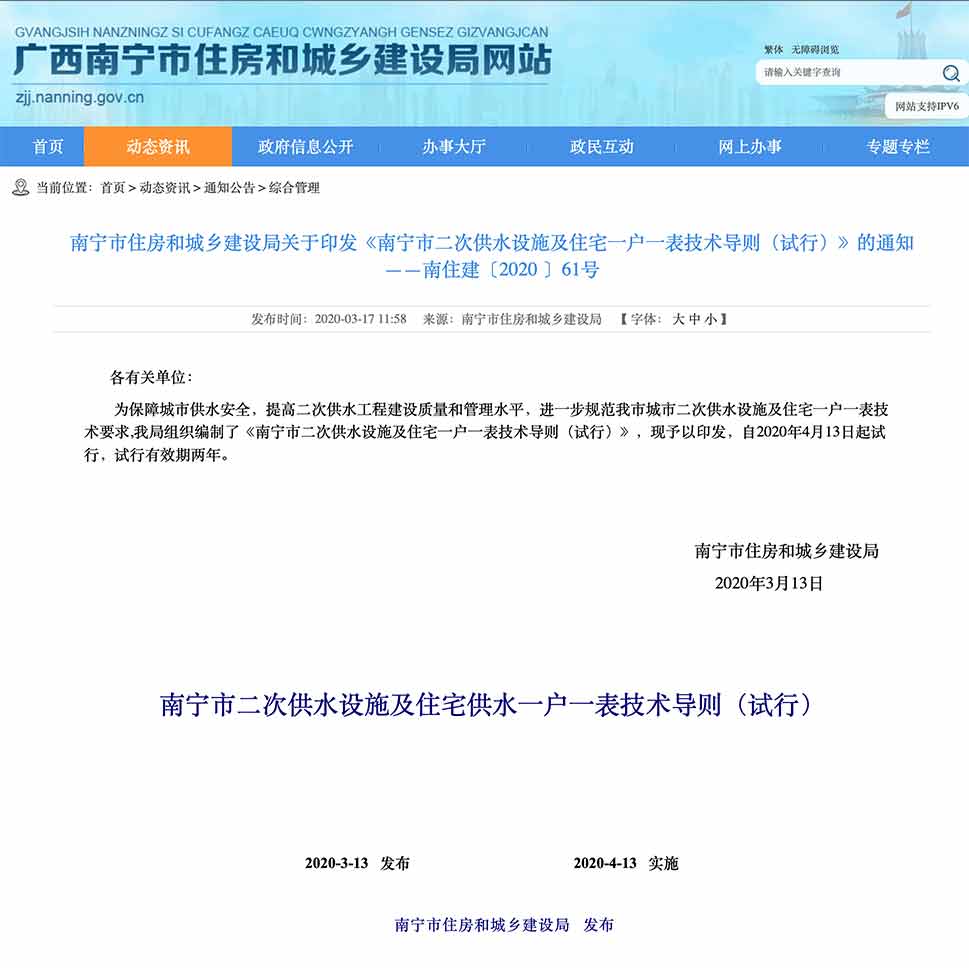 GVANGJSIH NANZNINGZ SI CUFANGZ CAEUQ CWNGZYANGH GENSEZ GIZVANGJCAN
广西南宁市住房和城乡建设局网站
zjj.nanning.gov.cn
繁体 无障碍浏览
请输入关键字查询
网站支持IPV6
首页 动态资讯 政府信息公开 办事大厅 政民互动 网上办事 专题专栏
当前位置：首页 > 动态资讯 > 通知公告 > 综合管理
南宁市住房和城乡建设局关于印发《南宁市二次供水设施及住宅一户一表技术导则（试行）》的通知
——南住建〔2020 〕61号
发布时间：2020-03-17 11:58 来源：南宁市住房和城乡建设局 【 字体： 大 中 小 】
各有关单位：
为保障城市供水安全，提高二次供水工程建设质量和管理水平，进一步规范我市城市二次供水设施及住宅一户一表技
术要求,我局组织编制了《南宁市二次供水设施及住宅一户一表技术导则（试行）》，现予以印发，自2020年4月13日起试
行，试行有效期两年。
南宁市住房和城乡建设局
2020年3月13日
南宁市二次供水设施及住宅供水一户一表技术导则（试行）
2020-3-13 发布 2020-4-13 实施
南宁市住房和城乡建设局 发布